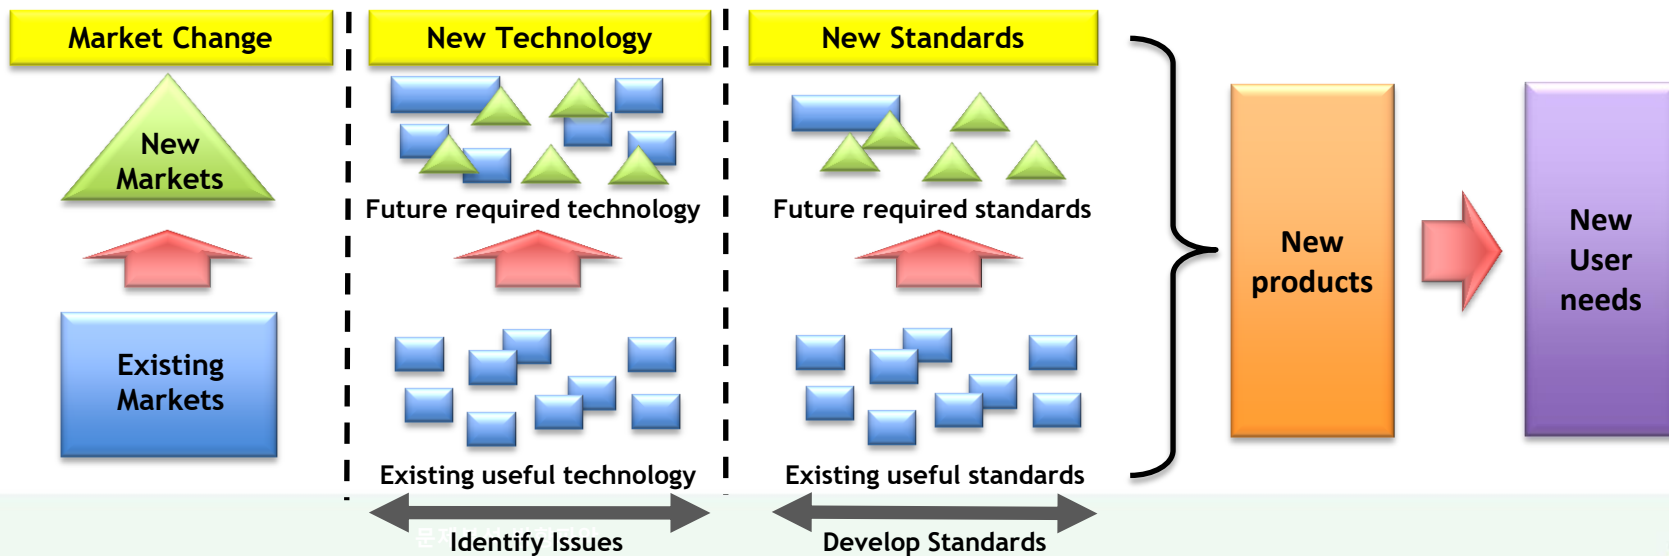 Market Change
New Technology
New Standards
New
Markets
Future required technology
Future required standards
Existing
Markets
Existing useful technology
Existing useful standards
Identify Issues
Develop Standards
New
products
New
User
needs